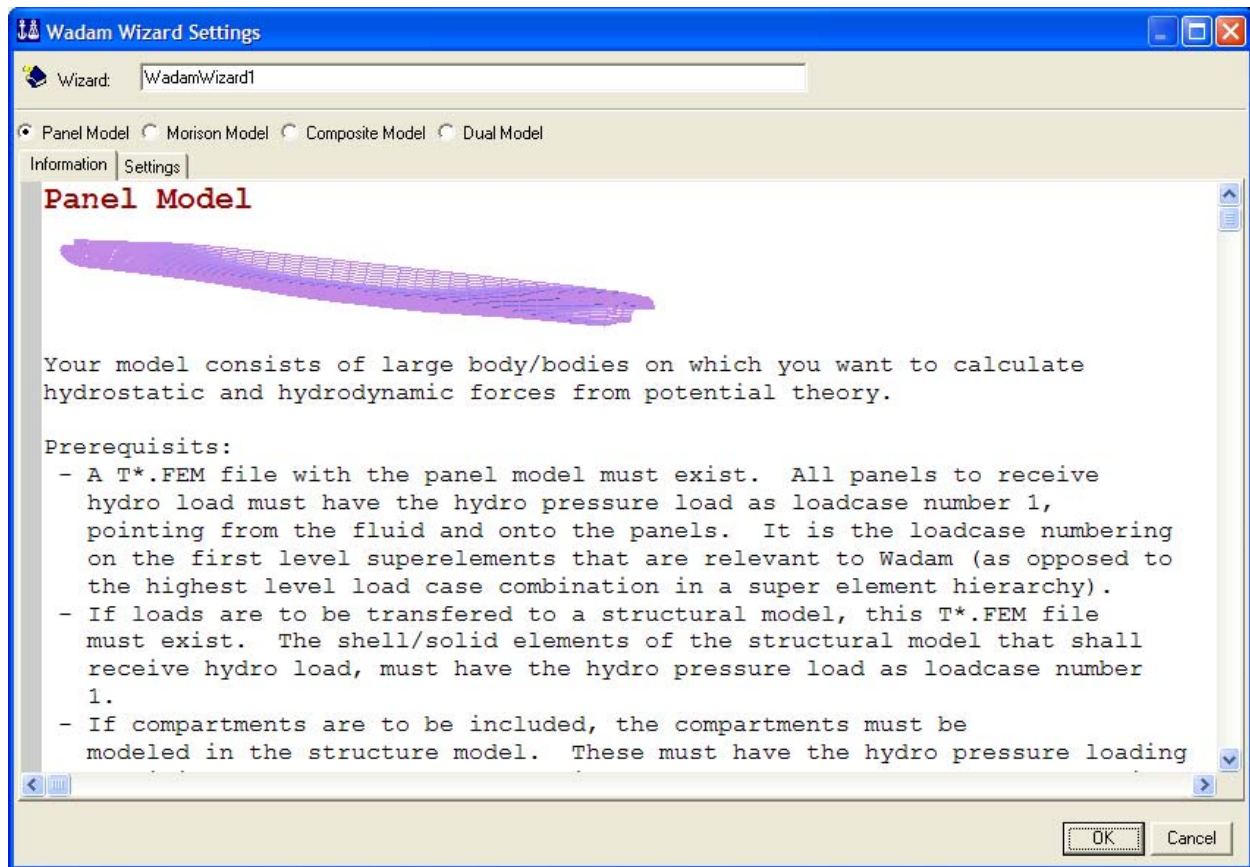 Wadam Wizard Settings
Wizard: WadamWizard1
Panel Model Morison Model Composite Model Dual Model
Information Settings
Panel Model
Your model consists of large body/bodies on which you want to calculate
hydrostatic and hydrodynamic forces from potential theory.
Prerequisits:
- A T*.FEM file with the panel model must exist. All panels to receive
hydro load must have the hydro pressure load as loadcase number 1,
pointing from the fluid and onto the panels. It is the loadcase numbering
on the first level superelements that are relevant to Wadam (as opposed to
the highest level load case combination in a super element hierarchy).
- If loads are to be transfered to a structural model, this T*.FEM file
must exist. The shell/solid elements of the structural model that shall
receive hydro load, must have the hydro pressure load as loadcase number
1.
- If compartments are to be included, the compartments must be
modeled in the structure model. These must have the hydro pressure loading
OK Cancel